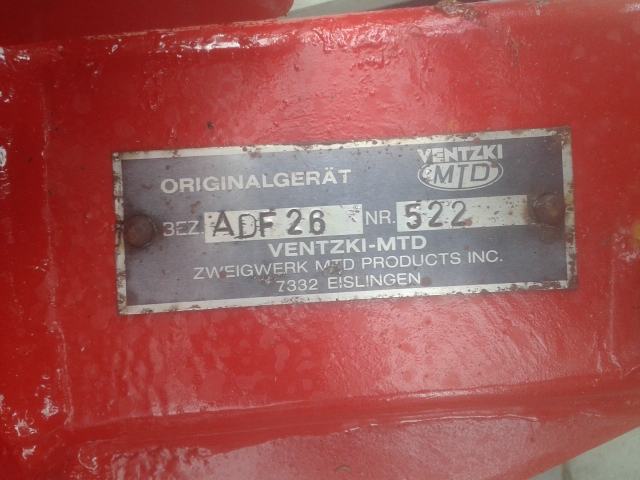 VENTZKI
MTD
ORIGINALGERÄT
BEZ. ADF 26 NR. 522
VENTZKI-MTD
ZWEIGWERK MTD PRODUCTS INC.
7332 EISLINGEN